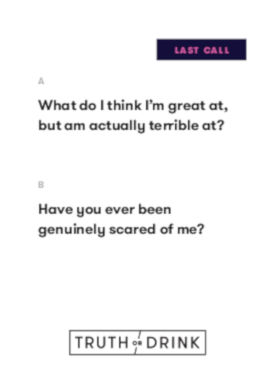 LAST CALL
A
What do I think I'm great at,
but am actually terrible at?
B
Have you ever been
genuinely scared of me?
TRUTH OR DRINK